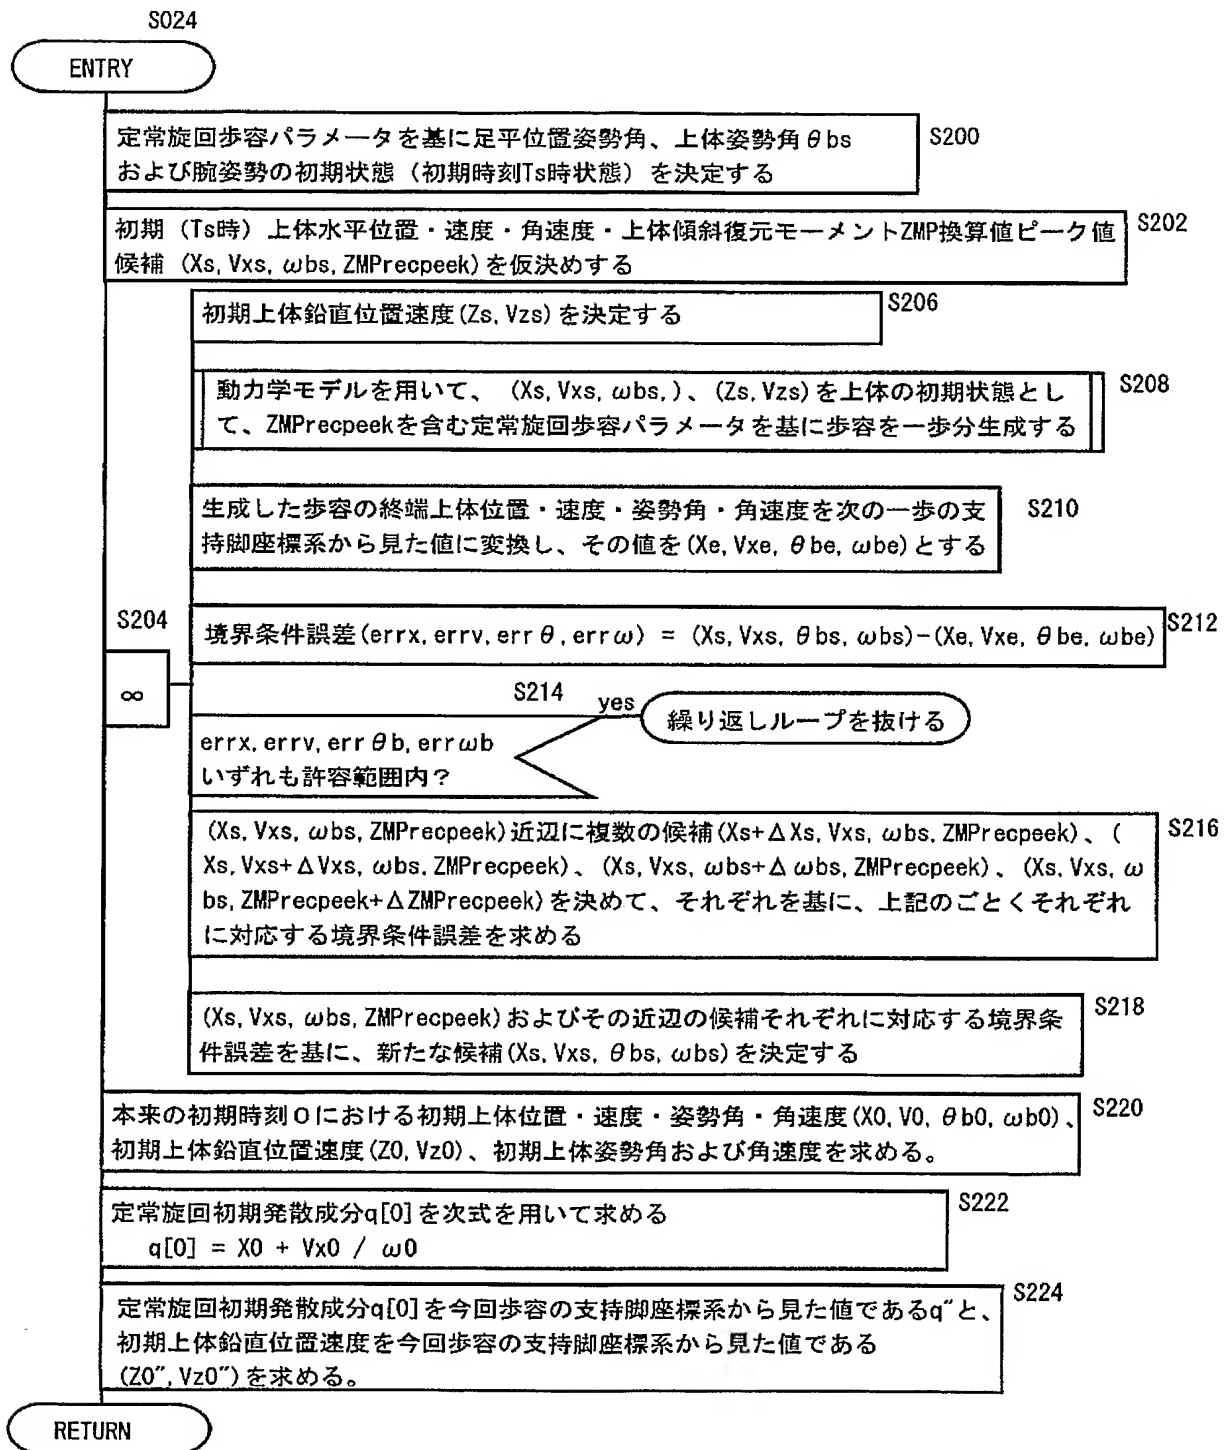 S024
ENTRY
定常旋回歩容パラメータを基に足平位置姿勢角、上体姿勢角θbs
および腕姿勢の初期状態（初期時刻Ts時状態）を決定する
S200
初期（Ts時）上体水平位置・速度・角速度・上体傾斜復元モーメントZMP換算値ピーク値
候補(Xs, Vxs, ωbs, ZMPrecpeek)を仮決めする
S202
初期上体鉛直位置速度(Zs, Vzs)を決定する
S206
動力学モデルを用いて、 (Xs, Vxs, ωbs,)、(Zs, Vzs)を上体の初期状態とし
て、ZMPrecpeekを含む定常旋回歩容パラメータを基に歩容を一歩分生成する
S208
生成した歩容の終端上体位置・速度・姿勢角・角速度を次の一歩の支
持脚座標系から見た値に変換し、その値を(Xe, Vxe, θbe, ωbe)とする
S210
S204
∞
境界条件誤差(errx, errv, errθ, errω) = (Xs, Vxs, θbs, ωbs)-(Xe, Vxe, θbe, ωbe)
S212
S214
yes
繰り返しループを抜ける
errx, errv, errθb, errωb
いずれも許容範囲内？
(Xs, Vxs, ωbs, ZMPrecpeek)近辺に複数の候補(Xs+ΔXs, Vxs, ωbs, ZMPrecpeek)、(
Xs, Vxs+ΔVxs, ωbs, ZMPrecpeek)、(Xs, Vxs, ωbs+Δωbs, ZMPrecpeek)、(Xs, Vxs, ω
bs, ZMPrecpeek+ΔZMPrecpeek)を決めて、それぞれを基に、上記のごとくそれぞれ
に対応する境界条件誤差を求める
S216
(Xs, Vxs, ωbs, ZMPrecpeek)およびその近辺の候補それぞれに対応する境界条
件誤差を基に、新たな候補(Xs, Vxs, θbs, ωbs)を決定する
S218
本来の初期時刻０における初期上体位置・速度・姿勢角・角速度(X0, V0, θb0, ωb0)、
初期上体鉛直位置速度(Z0, Vz0)、初期上体姿勢角および角速度を求める。
S220
定常旋回初期発散成分q[0]を次式を用いて求める
q[0] = X0 + Vx0 / ω0
S222
定常旋回初期発散成分q[0]を今回歩容の支持脚座標系から見た値であるq″と、
初期上体鉛直位置速度を今回歩容の支持脚座標系から見た値である
(Z0″, Vz0″)を求める。
S224
RETURN